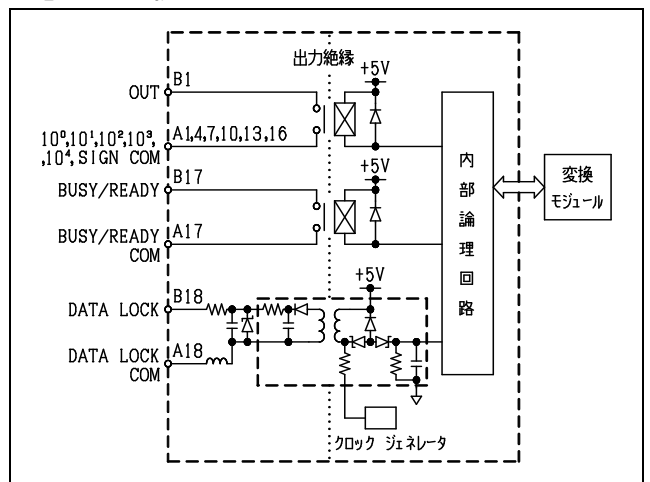 出力絶縁
+5V
B1
OUT
10⁰,10¹,10²,10³,
,10⁴,SIGN COM
A1,4,7,10,13,16
B17
BUSY/READY
+5V
A17
BUSY/READY
COM
+5V
B18
DATA LOCK
A18
DATA LOCK
COM
クロック ジェネレータ
内部論理回路
変換
モジュール